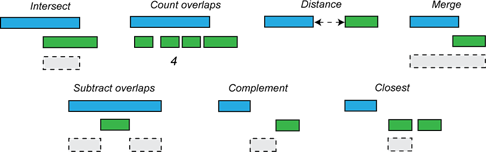 Intersect
Count overlaps
Distance
Merge
4
Subtract overlaps
Complement
Closest